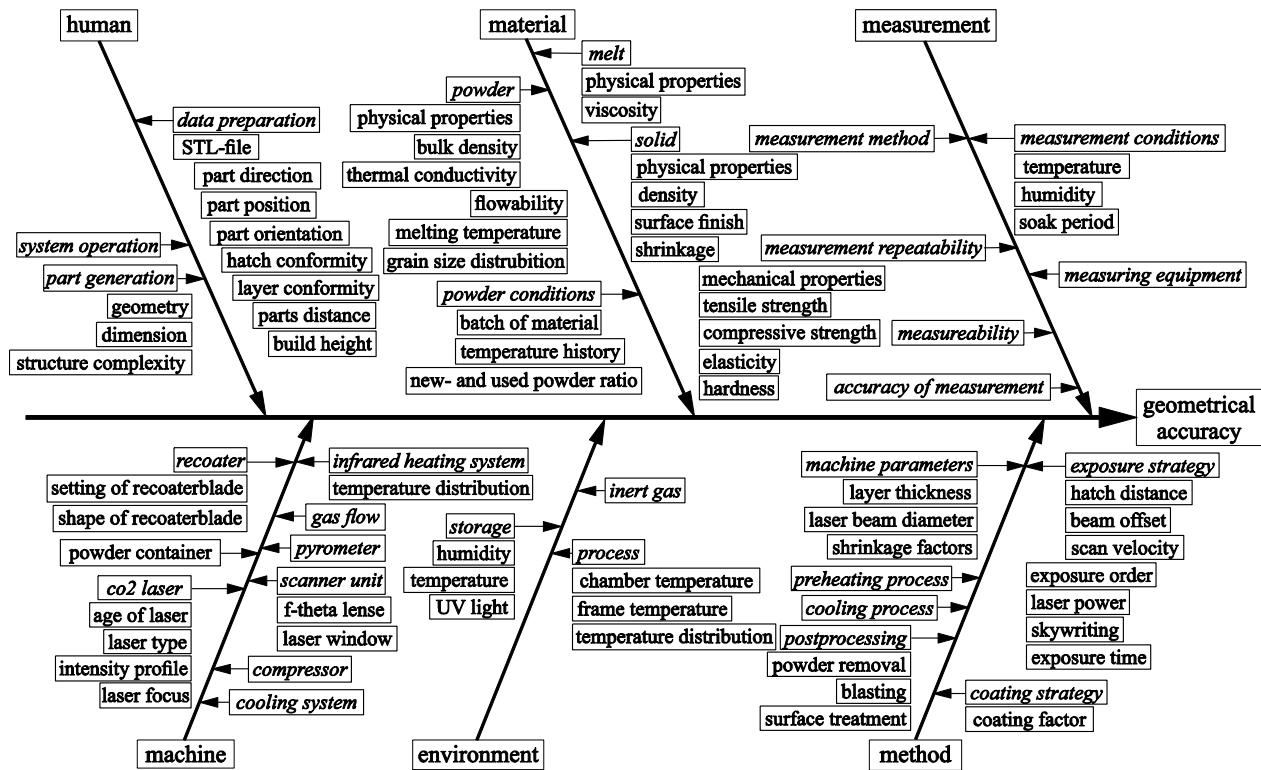 human
data preparation
STL-file
part direction
part position
part orientation
hatch conformity
layer conformity
parts distance
build height
system operation
part generation
geometry
dimension
structure complexity
material
melt
physical properties
viscosity
powder
physical properties
bulk density
thermal conductivity
flowability
melting temperature
grain size distrubition
solid
physical properties
density
surface finish
shrinkage
mechanical properties
tensile strength
compressive strength
elasticity
hardness
powder conditions
batch of material
temperature history
new- and used powder ratio
measurement
measurement method
measurement conditions
temperature
humidity
soak period
measurement repeatability
measuring equipment
measureability
accuracy of measurement
geometrical
accuracy
recoater
setting of recoaterblade
shape of recoaterblade
infrared heating system
temperature distribution
gas flow
powder container
pyrometer
co2 laser
age of laser
laser type
intensity profile
laser focus
scanner unit
f-theta lense
laser window
compressor
cooling system
machine
inert gas
storage
humidity
temperature
UV light
process
chamber temperature
frame temperature
temperature distribution
environment
machine parameters
layer thickness
laser beam diameter
shrinkage factors
exposure strategy
hatch distance
beam offset
scan velocity
exposure order
laser power
skywriting
exposure time
preheating process
cooling process
postprocessing
powder removal
blasting
surface treatment
coating strategy
coating factor
method